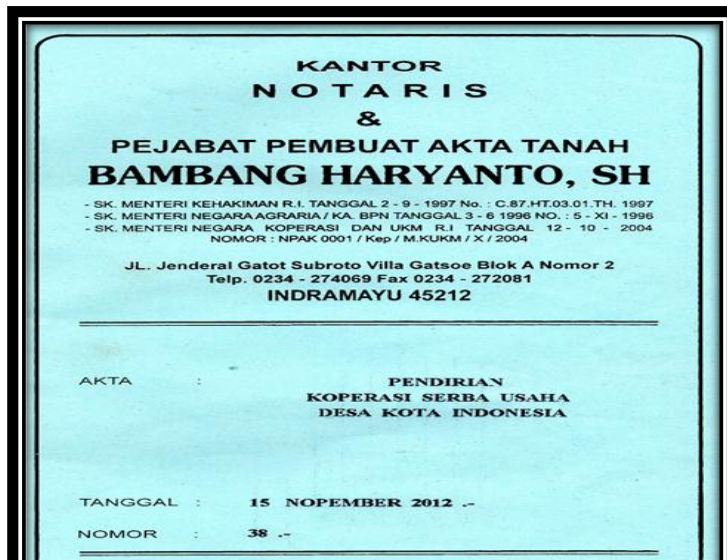 KANTOR
NOTARIS
&
PEJABAT PEMBUAT AKTA TANAH
BAMBANG HARYANTO, SH
- SK. MENTERI KEHAKIMAN R.I. TANGGAL 2 - 9 - 1997 No. : C.87.HT.03.01.TH. 1997
- SK. MENTERI NEGARA AGRARIA / KA. BPN TANGGAL 3 - 6 1996 NO. : 5 - XI - 1996
- SK. MENTERI NEGARA KOPERASI DAN UKM R.I TANGGAL 12 - 10 - 2004
NOMOR : NPAK 0001 / Kep / M.KUKM / X / 2004
JL. Jenderal Gatot Subroto Villa Gatsoe Blok A Nomor 2
Telp. 0234 - 274069 Fax 0234 - 272081
INDRAMAYU 45212
AKTA : PENDIRIAN
KOPERASI SERBA USAHA
DESA KOTA INDONESIA
TANGGAL : 15 NOPEMBER 2012 .-
NOMOR : 38 .-